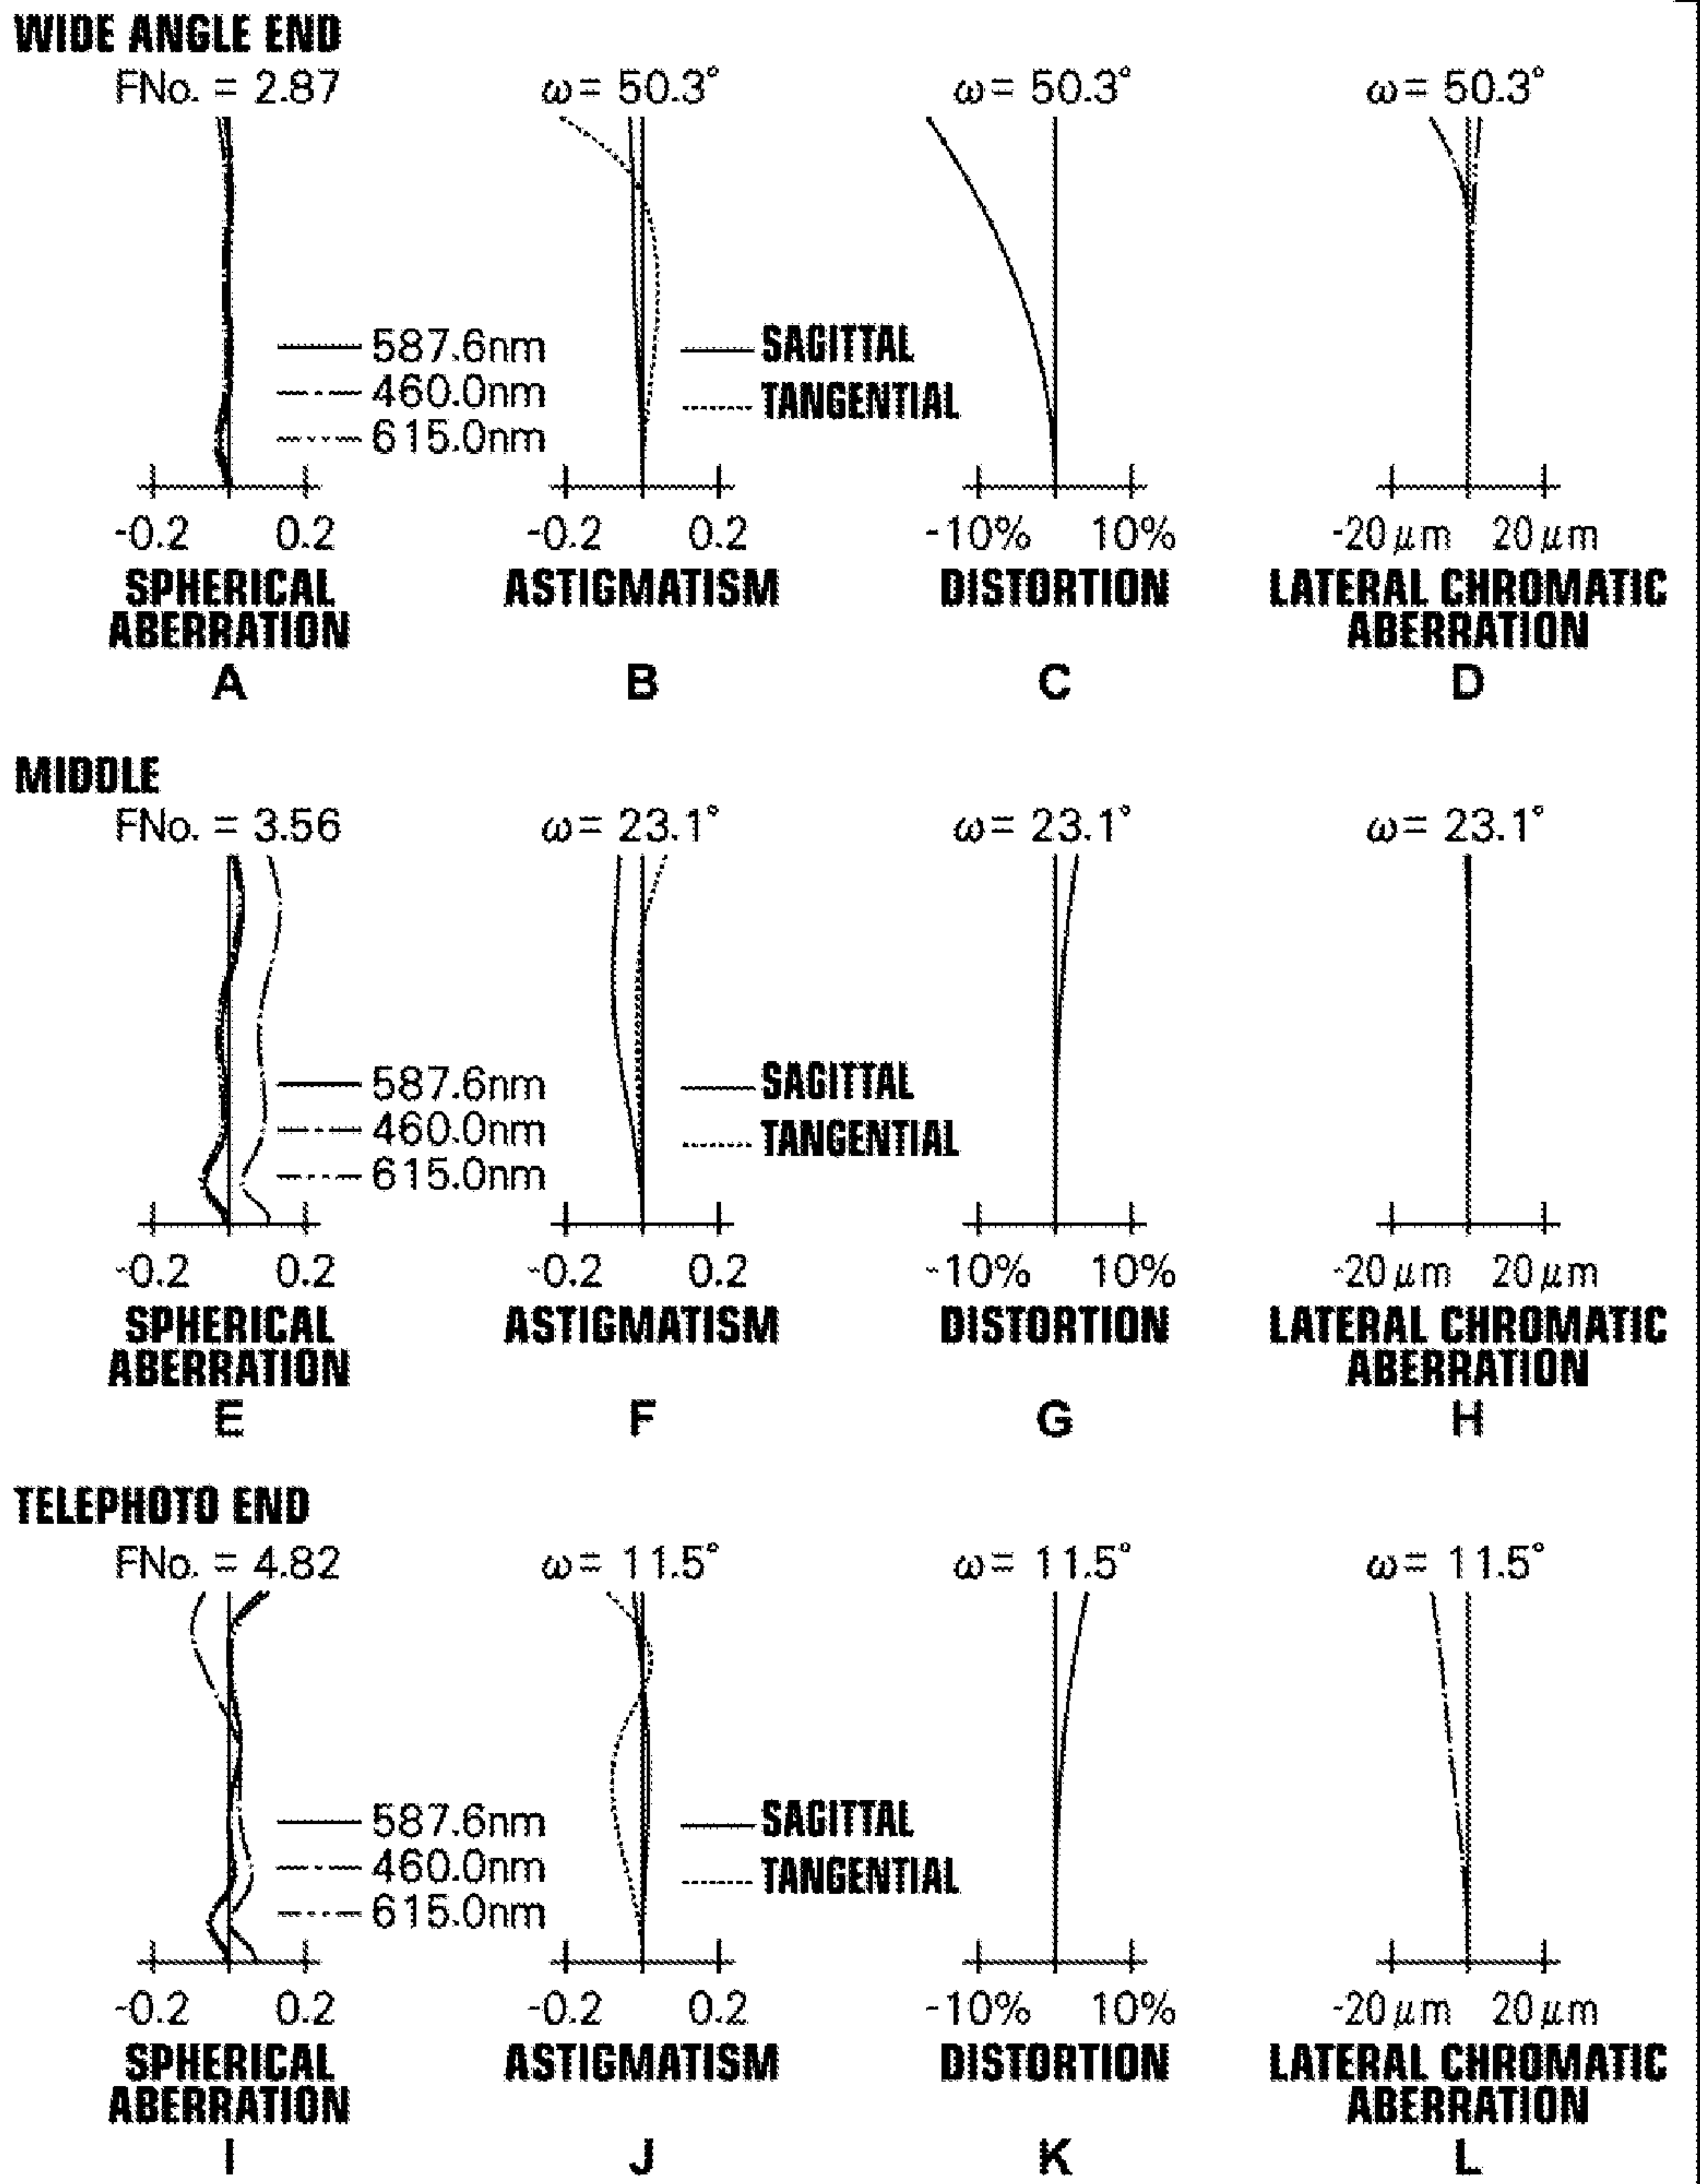 WIDE ANGLE END
FNo. = 2.87
ω= 50.3°
ω= 50.3°
ω= 50.3°
587.6nm
460.0nm
615.0nm
SAGITTAL
TANGENTIAL
-0.2 0.2
-0.2 0.2
-10% 10%
-20μm 20μm
SPHERICAL
ABERRATION
ASTIGMATISM
DISTORTION
LATERAL CHROMATIC
ABERRATION
A
B
C
D
MIDDLE
FNo. = 3.56
ω= 23.1°
ω= 23.1°
ω= 23.1°
587.6nm
460.0nm
615.0nm
SAGITTAL
TANGENTIAL
-0.2 0.2
-0.2 0.2
-10% 10%
-20μm 20μm
SPHERICAL
ABERRATION
ASTIGMATISM
DISTORTION
LATERAL CHROMATIC
ABERRATION
E
F
G
H
TELEPHOTO END
FNo. = 4.82
ω= 11.5°
ω= 11.5°
ω= 11.5°
587.6nm
460.0nm
615.0nm
SAGITTAL
TANGENTIAL
-0.2 0.2
-0.2 0.2
-10% 10%
-20μm 20μm
SPHERICAL
ABERRATION
ASTIGMATISM
DISTORTION
LATERAL CHROMATIC
ABERRATION
I
J
K
L